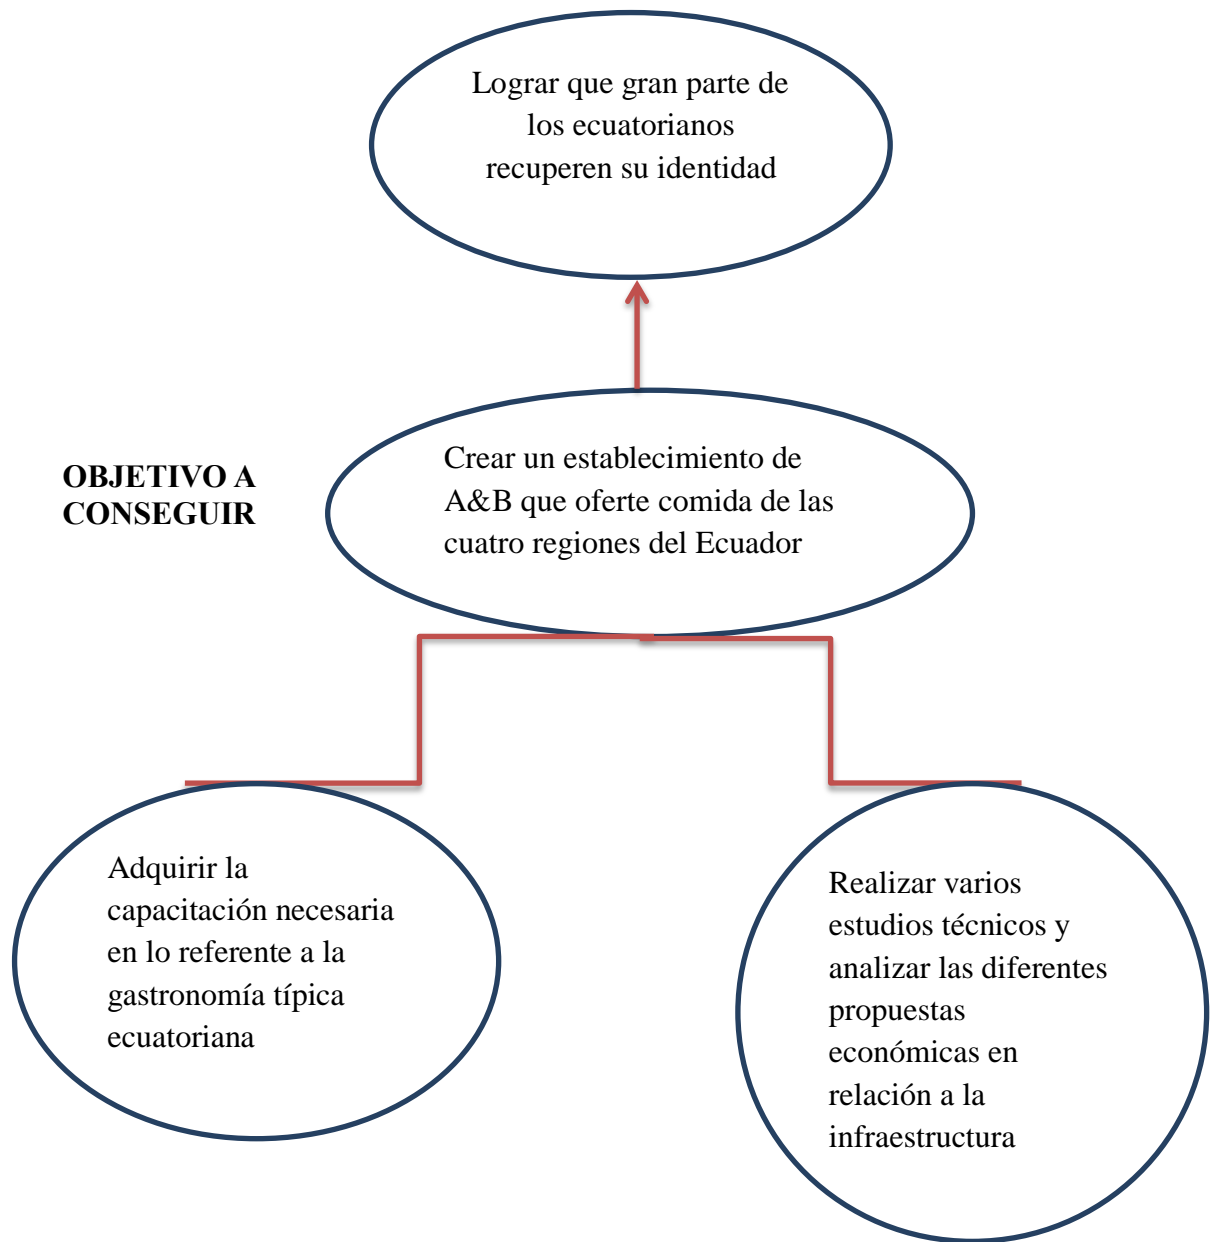 Lograr que gran parte de
los ecuatorianos
recuperen su identidad
OBJETIVO A
CONSEGUIR
Crear un establecimiento de
A&B que oferte comida de las
cuatro regiones del Ecuador
Adquirir la
capacitación necesaria
en lo referente a la
gastronomía típica
ecuatoriana
Realizar varios
estudios técnicos y
analizar las diferentes
propuestas
económicas en
relación a la
infraestructura